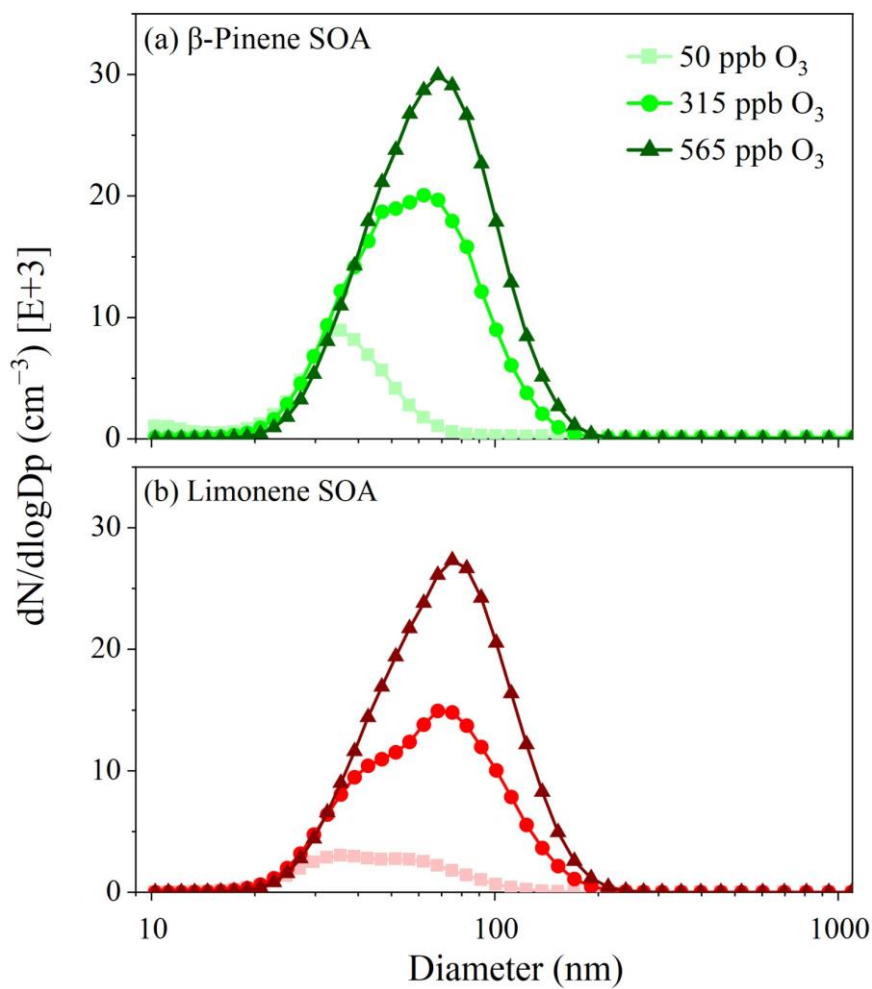 (a) β-Pinene SOA
50 ppb O₃
315 ppb O₃
565 ppb O₃
30
20
10
0
dN/dlogDp (cm⁻³) [E+3]
(b) Limonene SOA
30
20
10
0
10 100 1000
Diameter (nm)